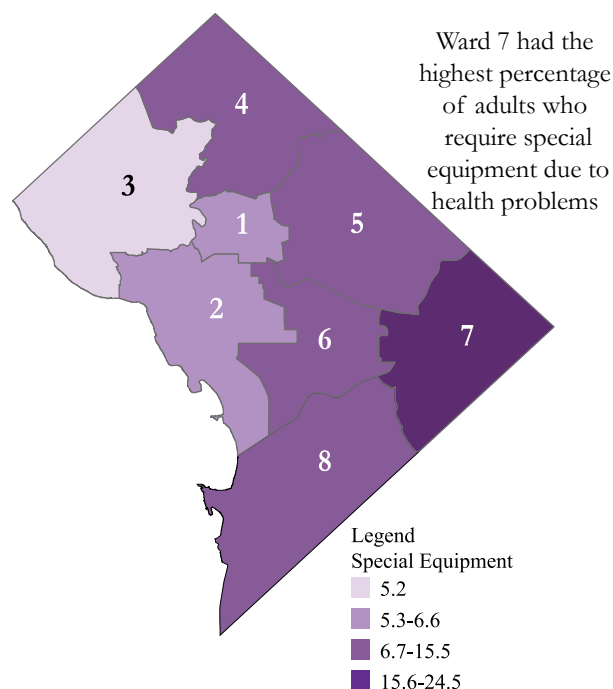 Ward 7 had the
highest percentage
of adults who
require special
equipment due to
health problems
4
3
1
5
2
6
7
8
Legend
Special Equipment
5.2
5.3-6.6
6.7-15.5
15.6-24.5